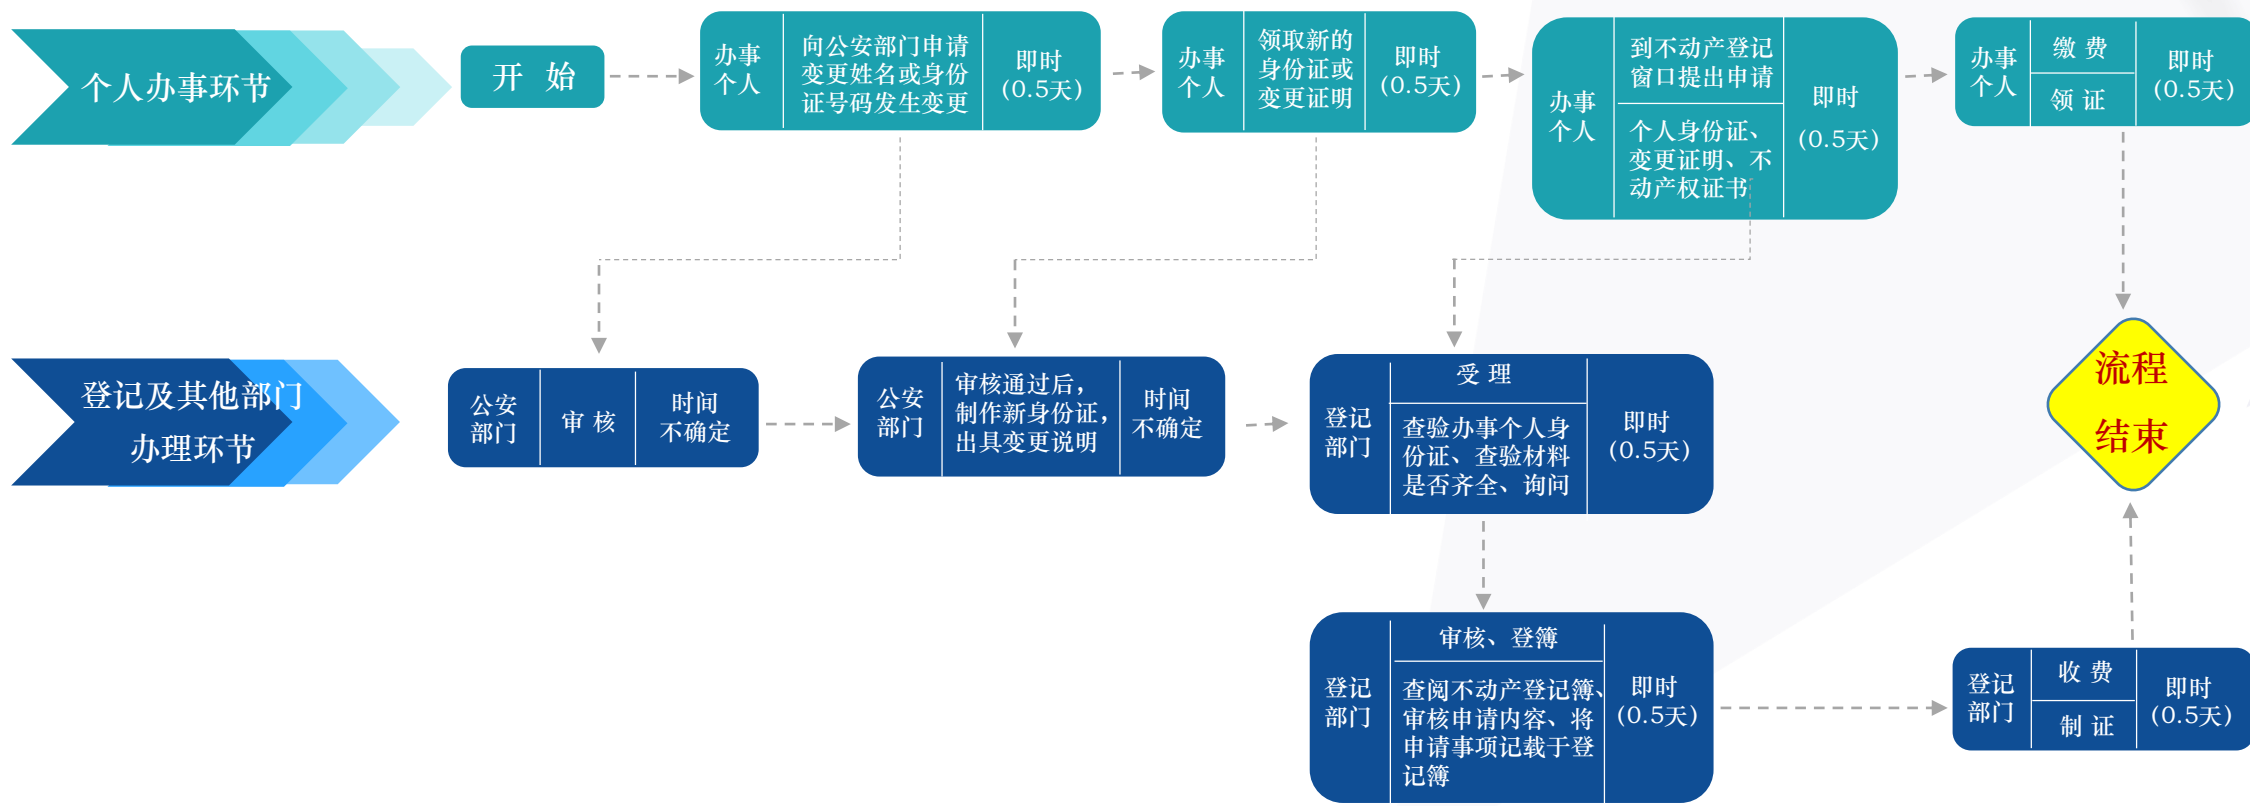 个人办事环节
开 始
办事
个人
向公安部门申请
变更姓名或身份
证号码发生变更
即时
(0.5天)
办事
个人
领取新的
身份证或
变更证明
即时
(0.5天)
办事
个人
到不动产登记
窗口提出申请
个人身份证、
变更证明、不
动产权证书
即时
(0.5天)
办事
个人
缴 费
领 证
即时
(0.5天)
登记及其他部门
办理环节
公安
部门
审 核
时间
不确定
公安
部门
审核通过后，
制作新身份证，
出具变更说明
时间
不确定
登记
部门
受 理
查验办事个人身
份证、查验材料
是否齐全、询问
即时
(0.5天)
流程
结束
登记
部门
审核、登簿
查阅不动产登记簿、
审核申请内容、将
申请事项记载于登
记簿
即时
(0.5天)
登记
部门
收 费
制 证
即时
(0.5天)